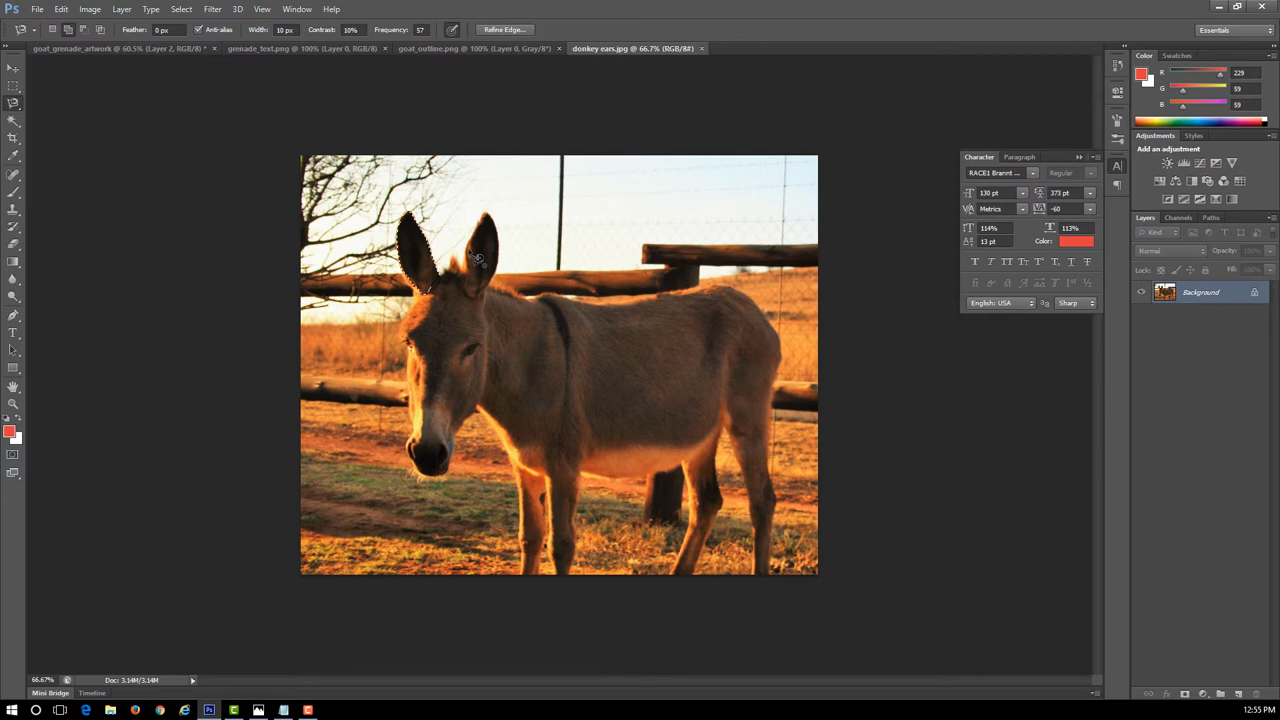 Ps File Edit Image Layer Type Select Filter 3D View Window Help
Feather: 0 px Anti-alias Width: 10 px Contrast: 10% Frequency: 57 Refine Edge... Essentials
goat_grenade_artwork @ 60.5% (Layer 2, RGB/8) * × grenade_text.png @ 100% (Layer 0, RGB/8) × goat_outline.png @ 100% (Layer 0, Gray/8*) × donkey ears.jpg @ 66.7% (RGB/8#) ×
Color Swatches
R 229
G 59
B 59
Adjustments Styles
Add an adjustment
Character Paragraph
RACE1 Brannt ... Regular
130 pt 373 pt
Metrics -60
114% 113%
13 pt Color:
T T TT Tr T T T T
English: USA aa Sharp
Layers Channels Paths
Kind
Normal Opacity:
Lock: Fill:
Background
66.67% Doc: 3.14M/3.14M
Mini Bridge Timeline
12:55 PM